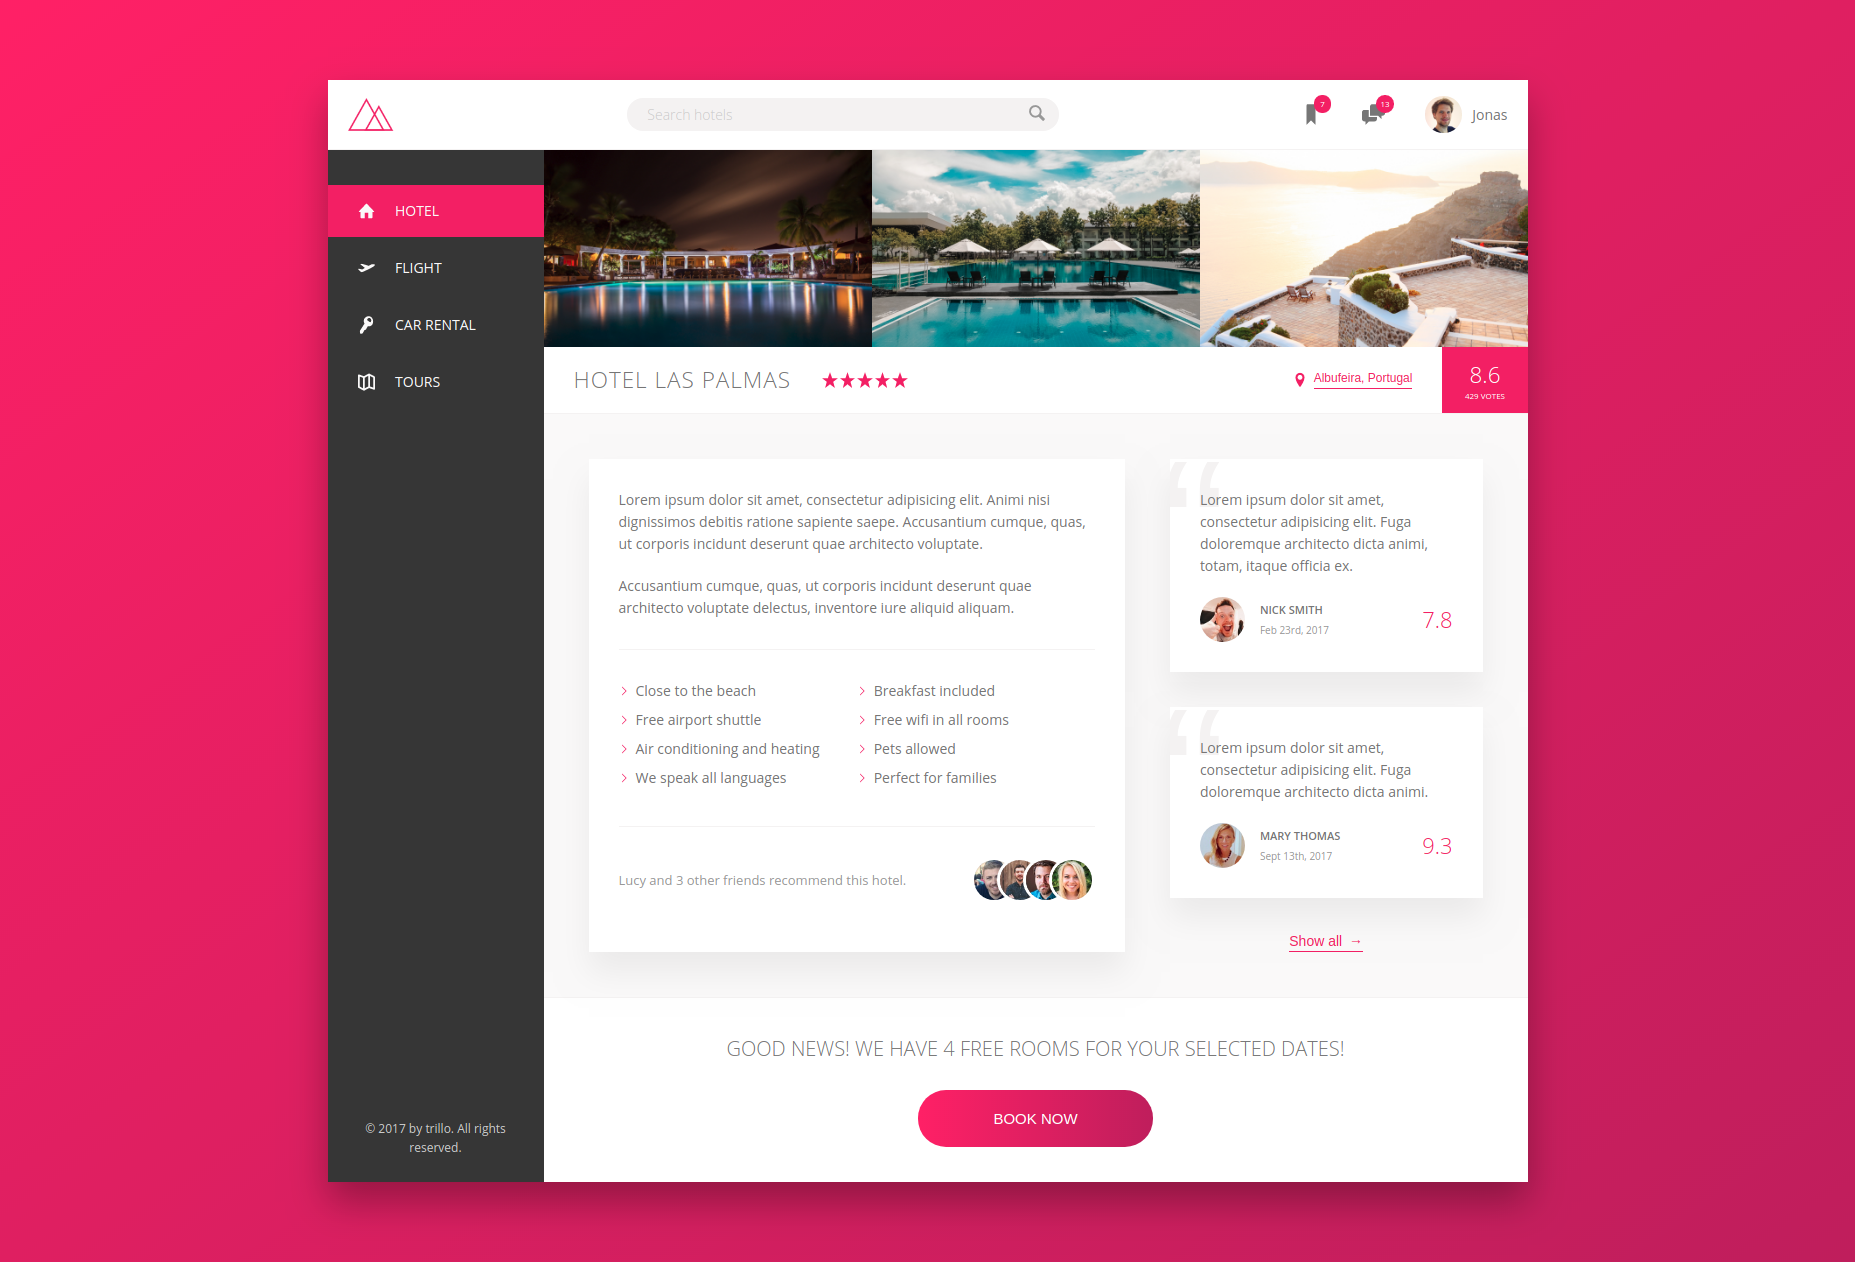 Search hotels
7
13
Jonas
HOTEL
FLIGHT
CAR RENTAL
TOURS
© 2017 by trillo. All rights
reserved.
HOTEL LAS PALMAS
Albufeira, Portugal
8.6
429 VOTES
Lorem ipsum dolor sit amet, consectetur adipisicing elit. Animi nisi
dignissimos debitis ratione sapiente saepe. Accusantium cumque, quas,
ut corporis incidunt deserunt quae architecto voluptate.
Accusantium cumque, quas, ut corporis incidunt deserunt quae
architecto voluptate delectus, inventore iure aliquid aliquam.
Close to the beach
Free airport shuttle
Air conditioning and heating
We speak all languages
Breakfast included
Free wifi in all rooms
Pets allowed
Perfect for families
Lucy and 3 other friends recommend this hotel.
“
Lorem ipsum dolor sit amet,
consectetur adipisicing elit. Fuga
doloremque architecto dicta animi,
totam, itaque officia ex.
NICK SMITH
Feb 23rd, 2017
7.8
“
Lorem ipsum dolor sit amet,
consectetur adipisicing elit. Fuga
doloremque architecto dicta animi.
MARY THOMAS
Sept 13th, 2017
9.3
Show all →
GOOD NEWS! WE HAVE 4 FREE ROOMS FOR YOUR SELECTED DATES!
BOOK NOW